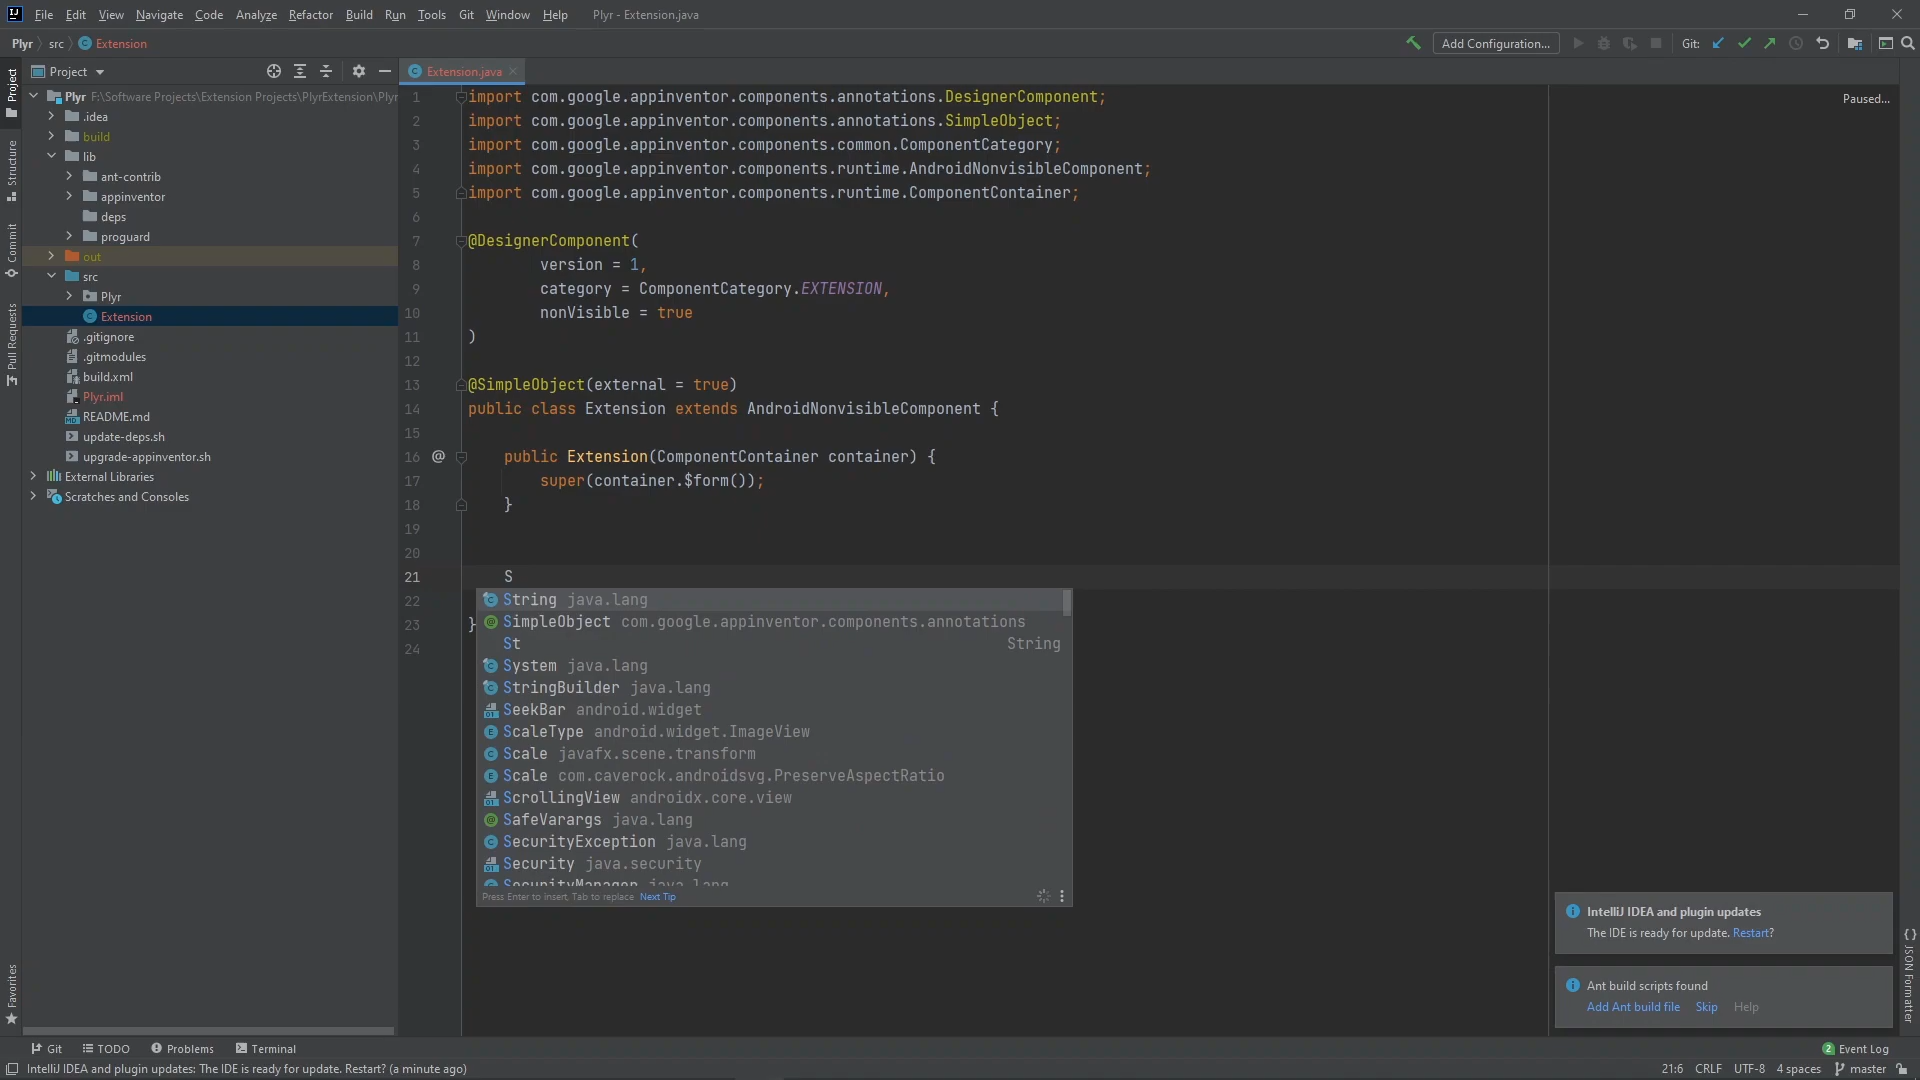 File Edit View Navigate Code Analyze Refactor Build Run Tools Git Window Help Plyr - Extension.java
Plyr src Extension
Add Configuration... Git:
Project
Extension.java
Plyr F:\Software Projects\Extension Projects\PlyrExtension\Plyr
.idea
build
lib
ant-contrib
appinventor
deps
proguard
out
src
Plyr
Extension
.gitignore
.gitmodules
build.xml
Plyr.iml
README.md
update-deps.sh
upgrade-appinventor.sh
External Libraries
Scratches and Consoles
Project
Structure
Commit
Pull Requests
Favorites
1 import com.google.appinventor.components.annotations.DesignerComponent;
2 import com.google.appinventor.components.annotations.SimpleObject;
3 import com.google.appinventor.components.common.ComponentCategory;
4 import com.google.appinventor.components.runtime.AndroidNonvisibleComponent;
5 import com.google.appinventor.components.runtime.ComponentContainer;
6
7 @DesignerComponent(
8 version = 1,
9 category = ComponentCategory.EXTENSION,
10 nonVisible = true
11 )
12
13 @SimpleObject(external = true)
14 public class Extension extends AndroidNonvisibleComponent {
15
16 @ public Extension(ComponentContainer container) {
17 super(container.$form());
18 }
19
20
21 S
22
23 }
24
String java.lang
SimpleObject com.google.appinventor.components.annotations
St String
System java.lang
StringBuilder java.lang
SeekBar android.widget
ScaleType android.widget.ImageView
Scale javafx.scene.transform
Scale com.caverock.androidsvg.PreserveAspectRatio
ScrollingView androidx.core.view
SafeVarargs java.lang
SecurityException java.lang
Security java.security
SecurityManager java.lang
Press Enter to insert, Tab to replace Next Tip
Paused...
IntelliJ IDEA and plugin updates
The IDE is ready for update. Restart?
Ant build scripts found
Add Ant build file Skip Help
JSON Formatter
Git TODO Problems Terminal
2 Event Log
IntelliJ IDEA and plugin updates: The IDE is ready for update. Restart? (a minute ago)
21:6 CRLF UTF-8 4 spaces master